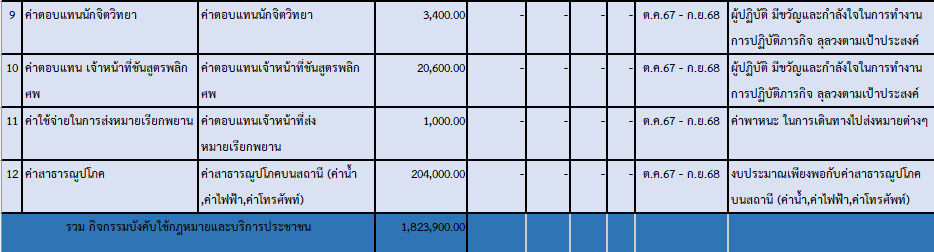 9 ค่าตอบแทนนักจิตวิทยา ค่าตอบแทนนักจิตวิทยา 3,400.00 - - - - ต.ค.67 - ก.ย.68 ผู้ปฏิบัติ มีขวัญและกำลังใจในการทำงาน
การปฏิบัติภารกิจ ลุลวงตามเป้าประสงค์
10 ค่าตอบแทน เจ้าหน้าที่ชันสูตรพลิก ค่าตอบแทนเจ้าหน้าที่ชันสูตรพลิก 20,600.00 - - - - ต.ค.67 - ก.ย.68 ผู้ปฏิบัติ มีขวัญและกำลังใจในการทำงาน
ศพ ศพ การปฏิบัติภารกิจ ลุลวงตามเป้าประสงค์
11 ค่าใช้จ่ายในการส่งหมายเรียกพยาน ค่าตอบแทนเจ้าหน้าที่ส่ง 1,000.00 - - - - ต.ค.67 - ก.ย.68 ค่าพาหนะ ในการเดินทางไปส่งหมายต่างๆ
หมายเรียกพยาน
12 ค่าสาธารณูปโภค ค่าสาธารณูปโภคบนสถานี (ค่าน้ำ 204,000.00 - - - - ต.ค.67 - ก.ย.68 งบประมาณเพียงพอกับค่าสาธารณูปโภค
,ค่าไฟฟ้า,ค่าโทรศัพท์) บนสถานี (ค่าน้ำ,ค่าไฟฟ้า,ค่าโทรศัพท์)
รวม กิจกรรมบังคับใช้กฎหมายและบริการประชาชน 1,823,900.00 - - - -